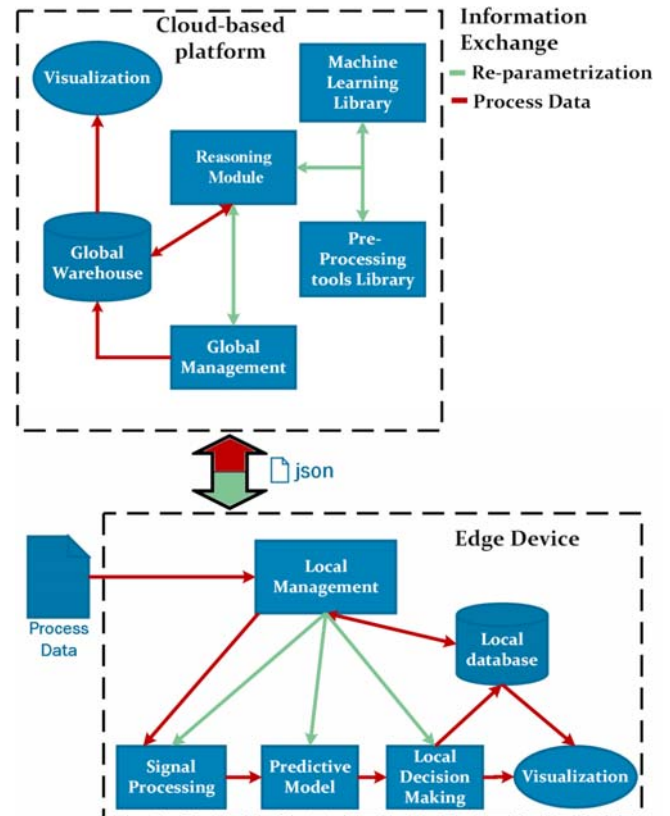 Cloud-based
platform
Information
Exchange
Re-parametrization
Process Data
Visualization
Machine
Learning
Library
Reasoning
Module
Global
Warehouse
Pre-
Processing
tools Library
Global
Management
json
Edge Device
Process
Data
Local
Management
Local
database
Signal
Processing
Predictive
Model
Local
Decision
Making
Visualization